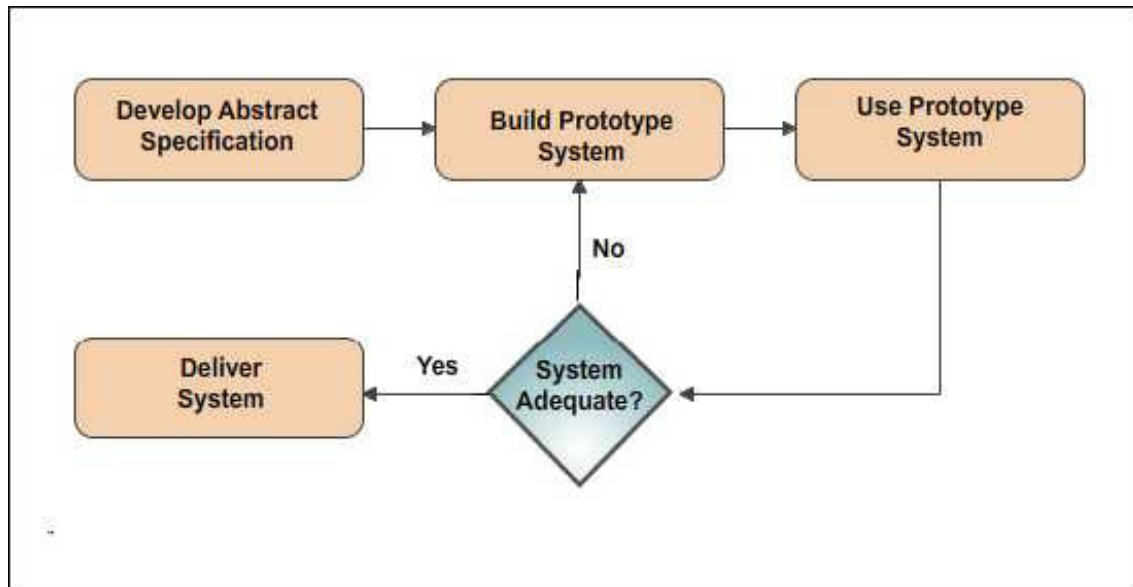 Develop Abstract
Specification
Build Prototype
System
Use Prototype
System
No
Deliver
System
Yes
System
Adequate?